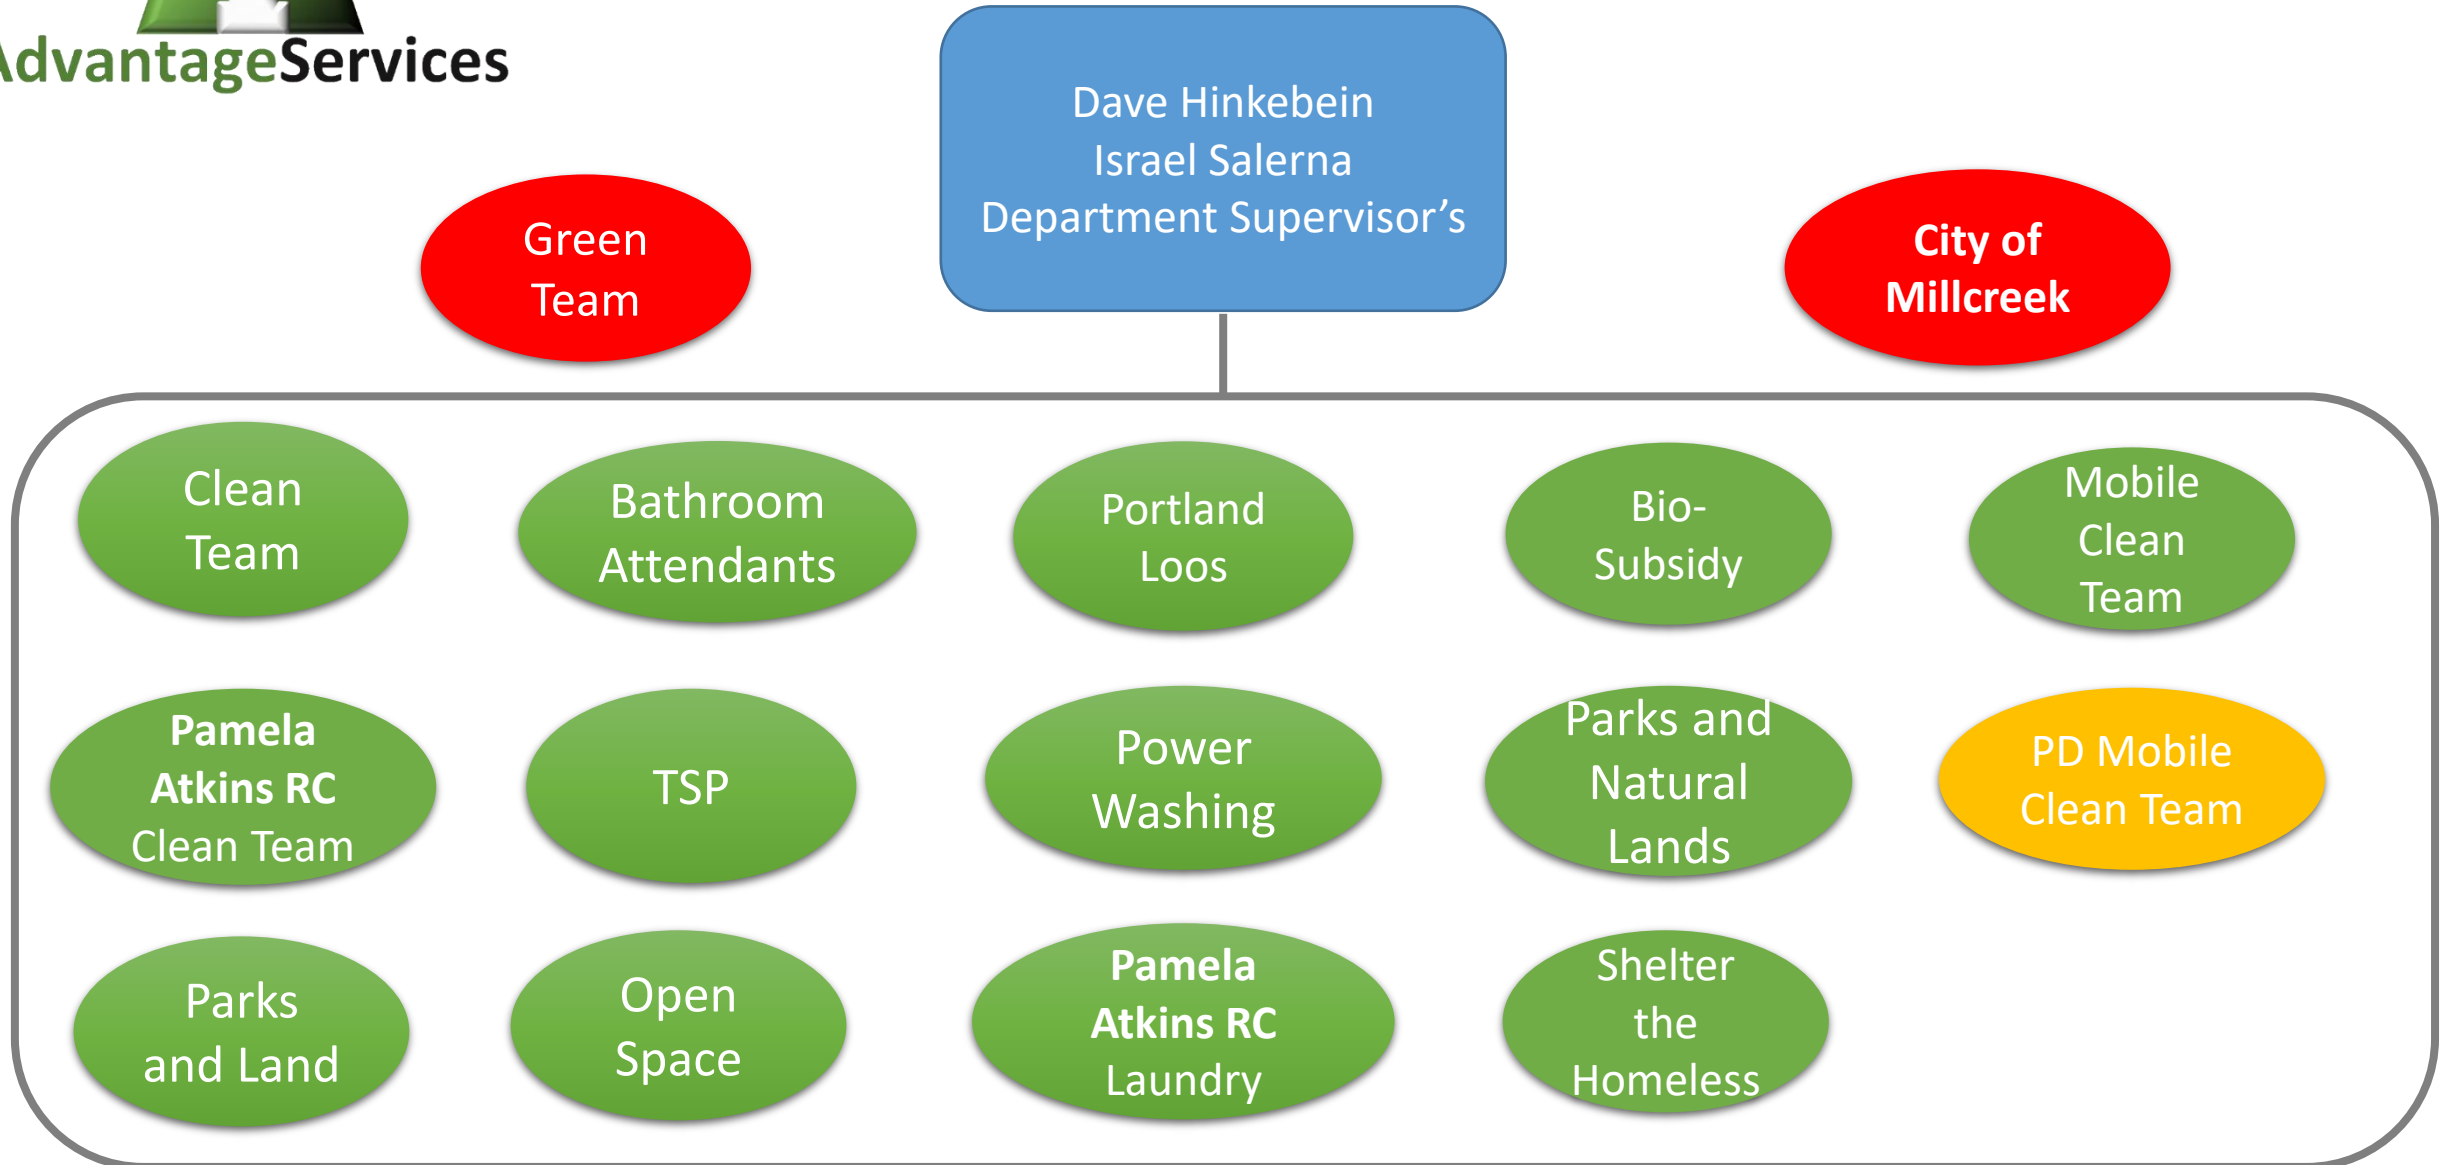 AdvantageServices
Dave Hinkebein
Israel Salerna
Department Supervisor’s
Green
Team
City of
Millcreek
Clean
Team
Bathroom
Attendants
Portland
Loos
Bio-
Subsidy
Mobile
Clean
Team
Pamela
Atkins RC
Clean Team
TSP
Power
Washing
Parks and
Natural
Lands
PD Mobile
Clean Team
Parks
and Land
Open
Space
Pamela
Atkins RC
Laundry
Shelter
the
Homeless